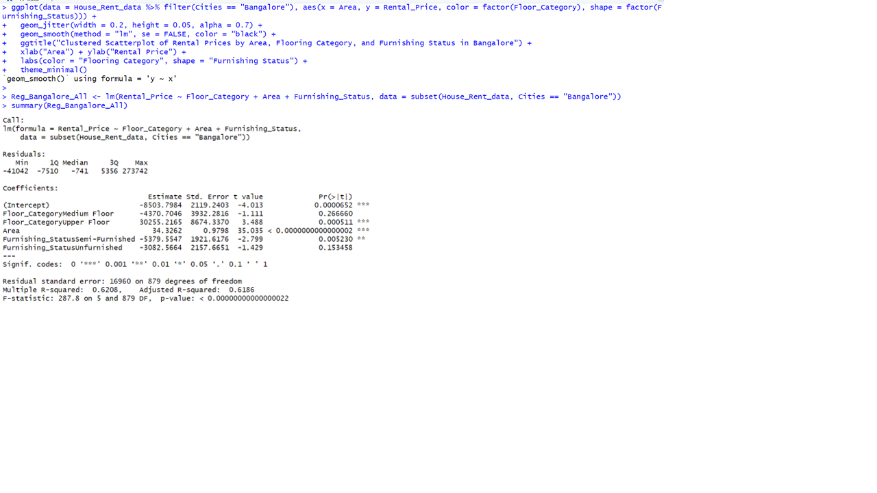 > ggplot(data = House_Rent_data %>% filter(Cities == "Bangalore"), aes(x = Area, y = Rental_Price, color = factor(Floor_Category), shape = factor(F
urnishing_Status))) +
+   geom_jitter(width = 0.2, height = 0.05, alpha = 0.7) +
+   geom_smooth(method = "lm", se = FALSE, color = "black") +
+   ggtitle("Clustered Scatterplot of Rental Prices by Area, Flooring Category, and Furnishing Status in Bangalore") +
+   xlab("Area") + ylab("Rental Price") +
+   labs(color = "Flooring Category", shape = "Furnishing Status") +
+   theme_minimal()
`geom_smooth()` using formula = 'y ~ x'
>
> Reg_Bangalore_All <- lm(Rental_Price ~ Floor_Category + Area + Furnishing_Status, data = subset(House_Rent_data, Cities == "Bangalore"))
> summary(Reg_Bangalore_All)
Call:
lm(formula = Rental_Price ~ Floor_Category + Area + Furnishing_Status,
    data = subset(House_Rent_data, Cities == "Bangalore"))
Residuals:
   Min     1Q Median     3Q    Max
-41042  -7510   -741   5356 273742
Coefficients:
                                 Estimate Std. Error t value             Pr(>|t|)
(Intercept)                    -8503.7984  2119.2403  -4.013            0.0000652 ***
Floor_CategoryMedium Floor     -4370.7046  3932.2816  -1.111             0.266660
Floor_CategoryUpper Floor      30255.2165  8674.3370   3.488             0.000511 ***
Area                              34.3262     0.9798  35.035 < 0.0000000000000002 ***
Furnishing_StatusSemi-Furnished -5379.5547  1921.6176  -2.799             0.005230 **
Furnishing_StatusUnfurnished   -3082.5664  2157.6651  -1.429             0.153458
---
Signif. codes:  0 '***' 0.001 '**' 0.01 '*' 0.05 '.' 0.1 ' ' 1
Residual standard error: 16960 on 879 degrees of freedom
Multiple R-squared:  0.6208,	Adjusted R-squared:  0.6186
F-statistic: 287.8 on 5 and 879 DF,  p-value: < 0.00000000000000022